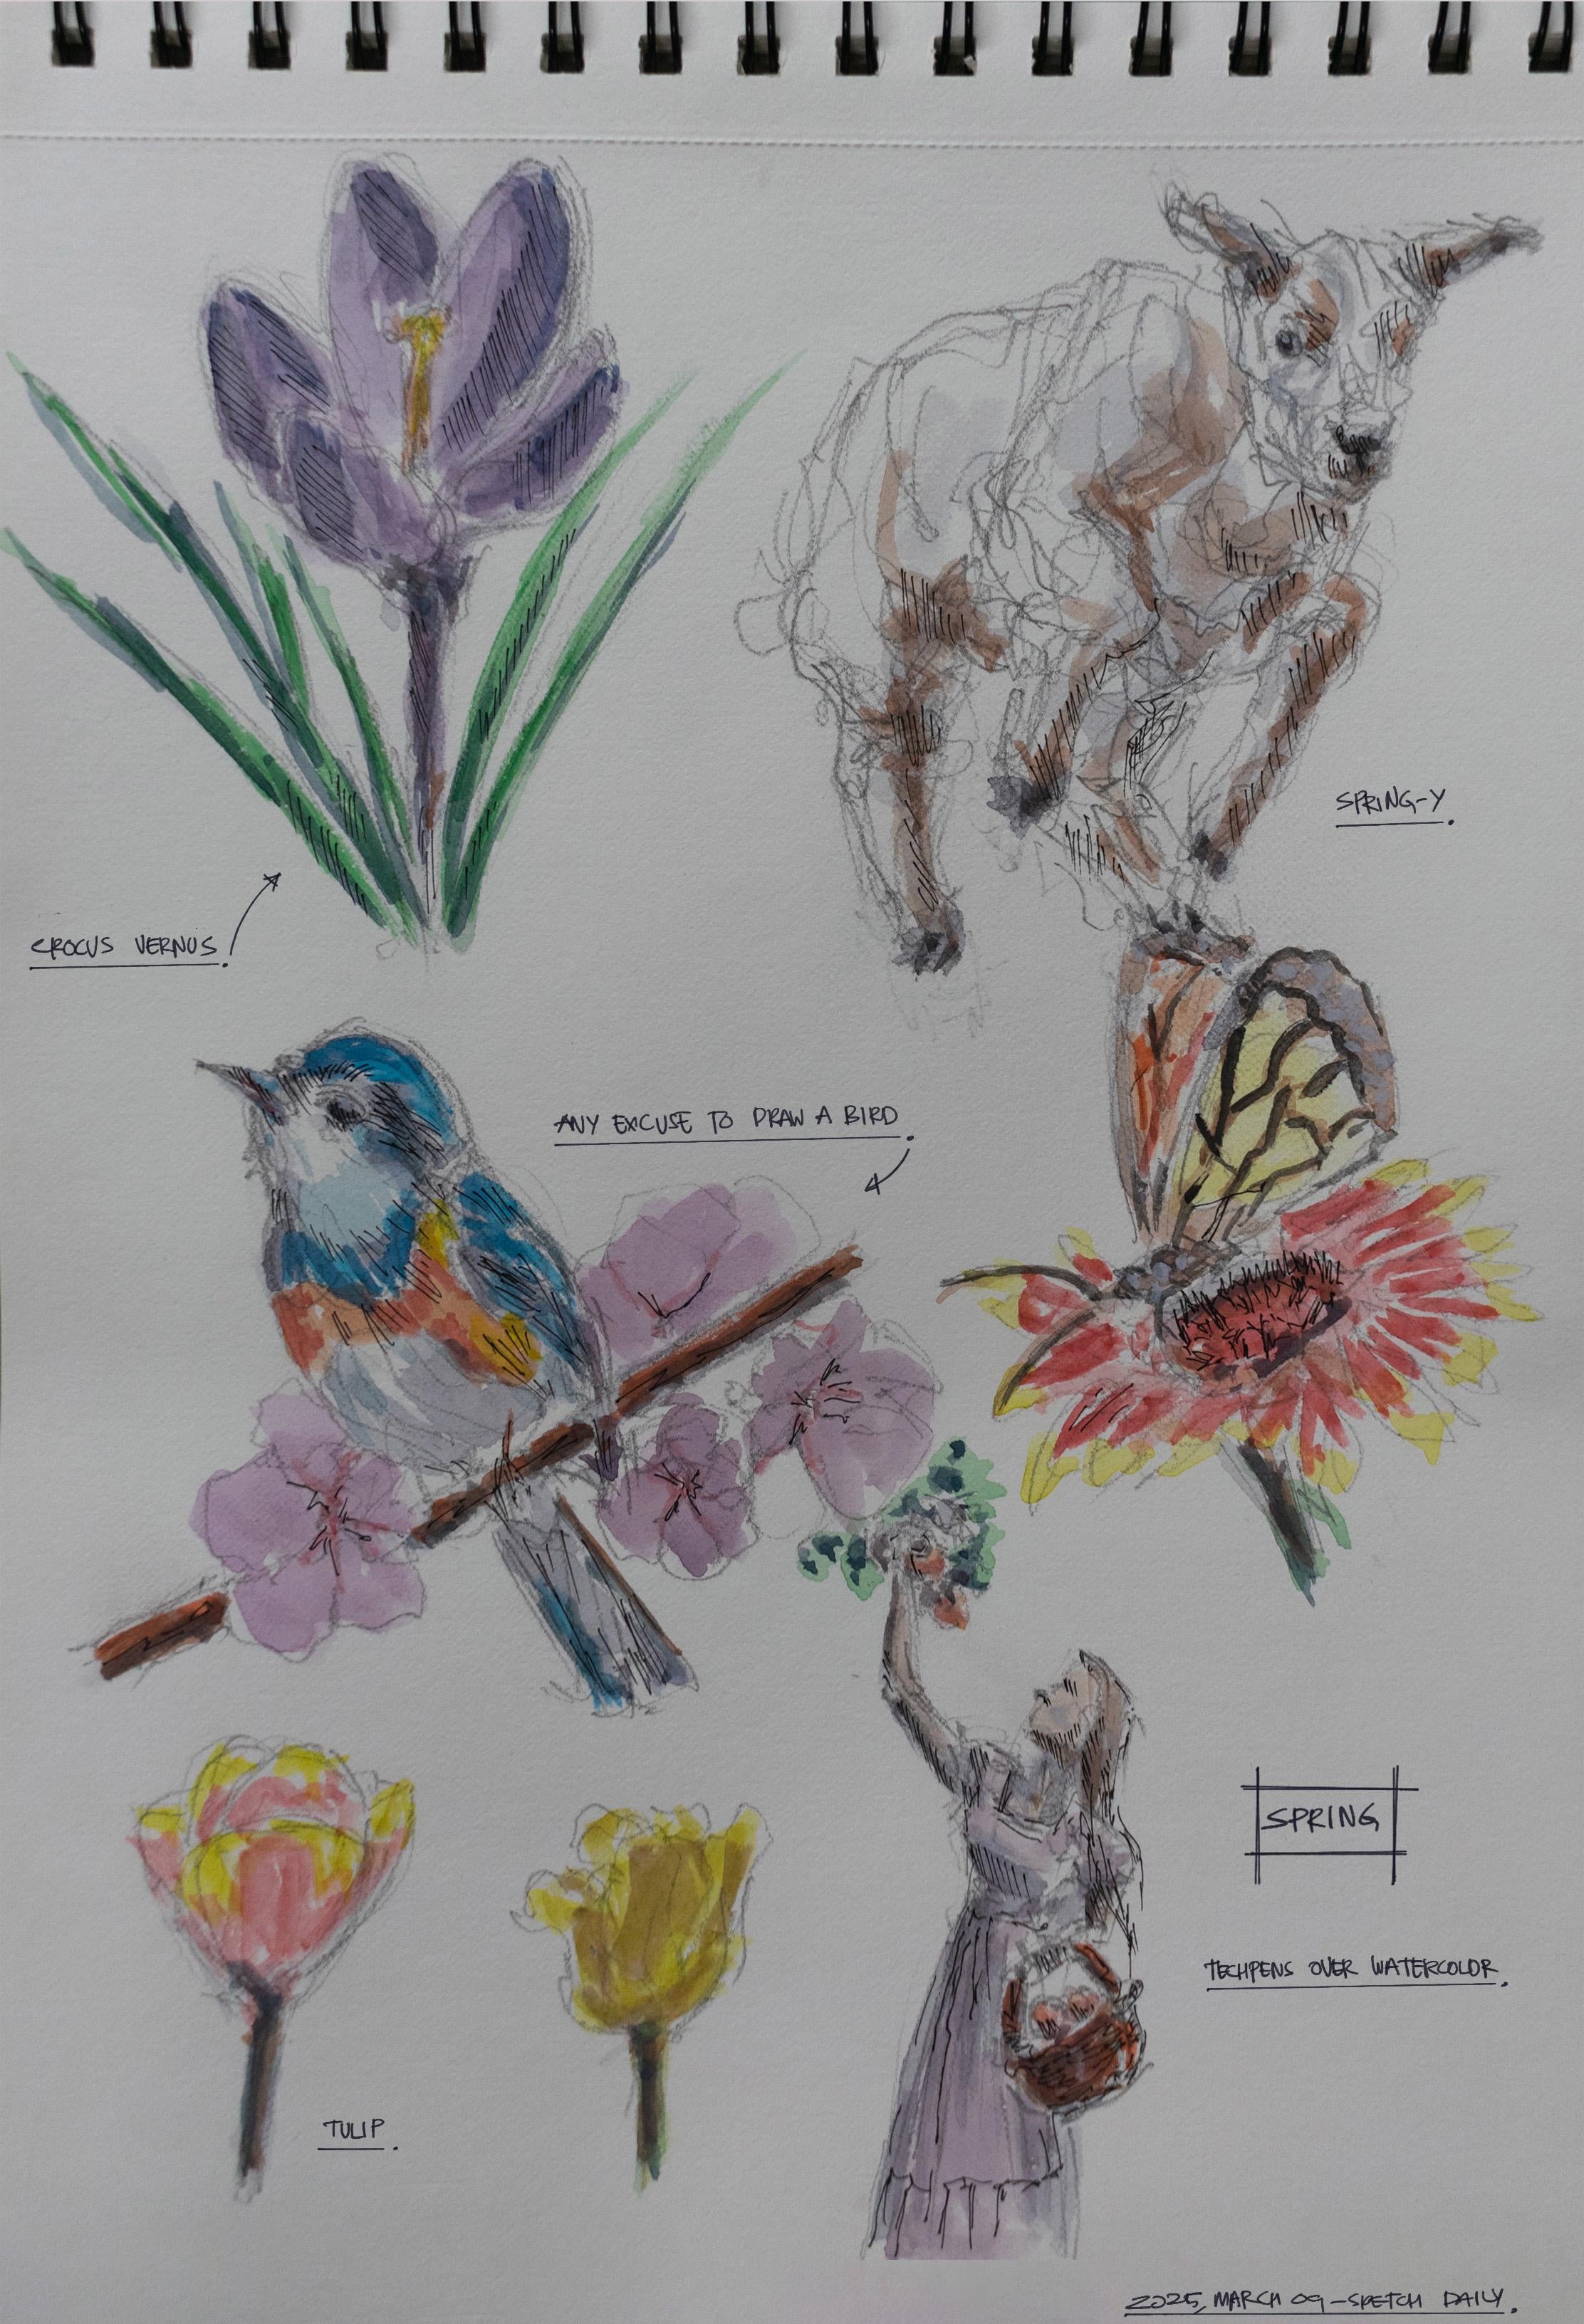 SPRING-Y.
CROCUS VERNUS.
ANY EXCUSE TO DRAW A BIRD.
SPRING
TECHPENS OVER WATERCOLOR.
TULIP.
2025, MARCH 09 - SKETCH DAILY.